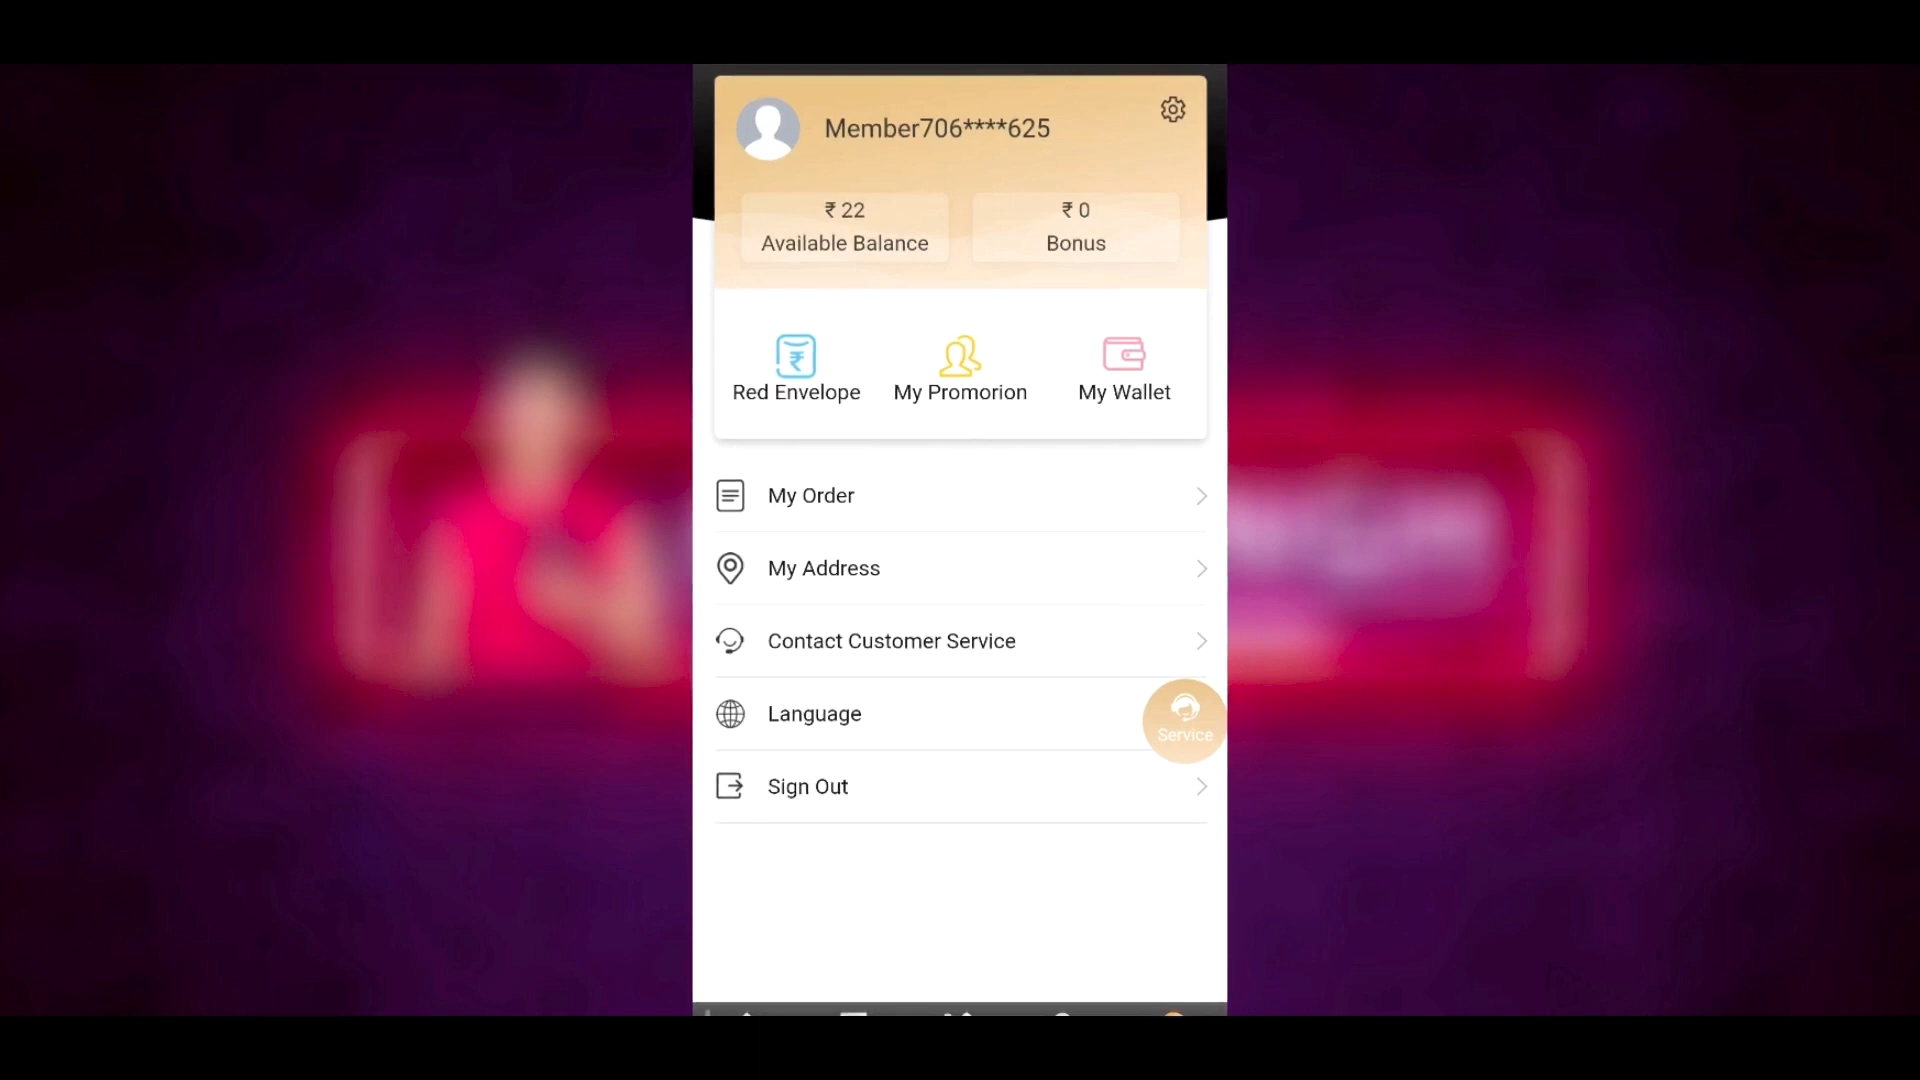 Member706****625
₹ 22
Available Balance
₹ 0
Bonus
Red Envelope
My Promorion
My Wallet
My Order
My Address
Contact Customer Service
Language
Service
Sign Out